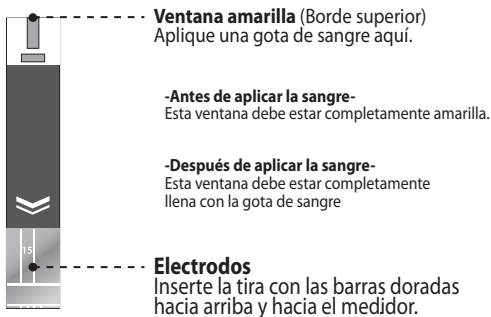 Ventana amarilla (Borde superior)
Aplique una gota de sangre aquí.
-Antes de aplicar la sangre-
Esta ventana debe estar completamente amarilla.
-Después de aplicar la sangre-
Esta ventana debe estar completamente
llena con la gota de sangre
15
Electrodos
Inserte la tira con las barras doradas
hacia arriba y hacia el medidor.